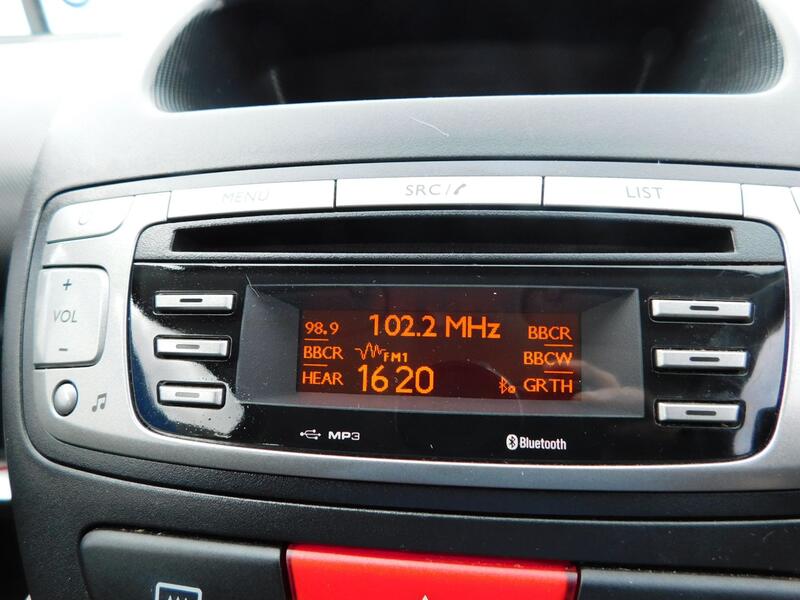 MENU
SRC/
LIST
+
VOL
-
98.9
102.2 MHz
BBCR
BBCR
FM1
BBCW
HEAR
16 20
GRTH
MP3
Bluetooth